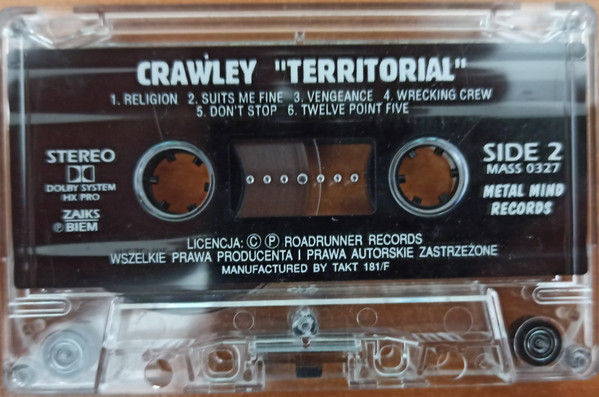 CRAWLEY "TERRITORIAL"
1. RELIGION 2. SUITS ME FINE 3. VENGEANCE 4. WRECKING CREW
5. DON'T STOP 6. TWELVE POINT FIVE
STEREO
DOLBY SYSTEM
HX PRO
ZAIKS
℗ BIEM
SIDE 2
MASS 0327
METAL MIND
RECORDS
LICENCJA: © ℗ ROADRUNNER RECORDS
WSZELKIE PRAWA PRODUCENTA I PRAWA AUTORSKIE ZASTRZEŻONE
MANUFACTURED BY TAKT 181/F